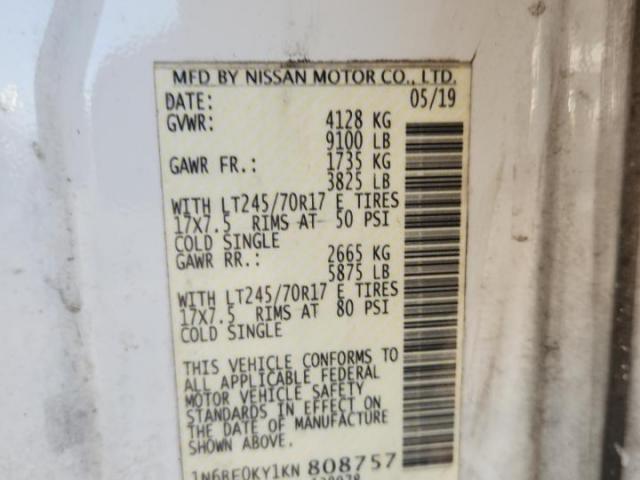 MFD BY NISSAN MOTOR CO., LTD.
DATE: 05/19
GVWR: 4128 KG
9100 LB
GAWR FR.: 1735 KG
3825 LB
WITH LT245/70R17 E TIRES
17X7.5 RIMS AT 50 PSI
COLD SINGLE
GAWR RR.: 2665 KG
5875 LB
WITH LT245/70R17 E TIRES
17X7.5 RIMS AT 80 PSI
COLD SINGLE
THIS VEHICLE CONFORMS TO
ALL APPLICABLE FEDERAL
MOTOR VEHICLE SAFETY
STANDARDS IN EFFECT ON
THE DATE OF MANUFACTURE
SHOWN ABOVE.
1N6BF0KY1KN 808757